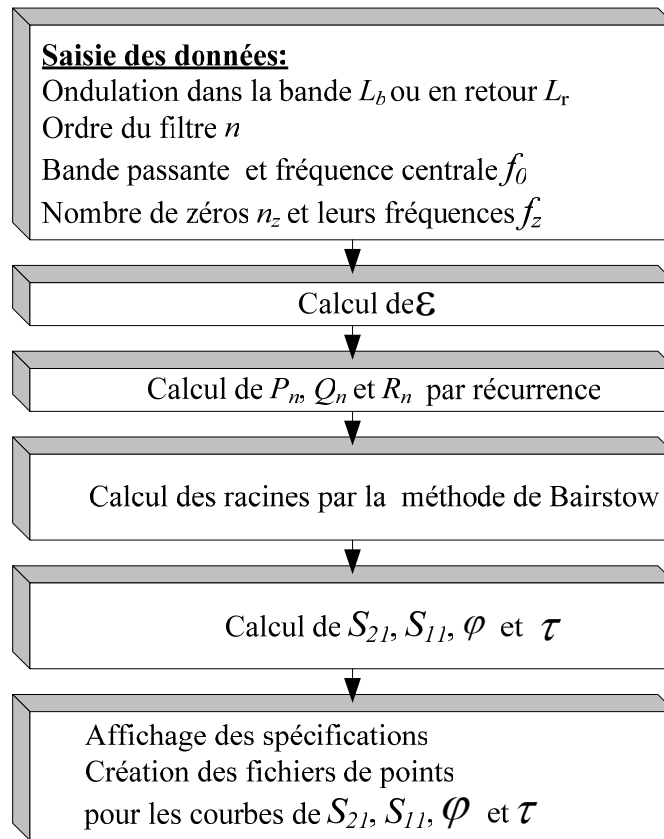 Saisie des données:
Ondulation dans la bande L_b ou en retour L_r
Ordre du filtre n
Bande passante et fréquence centrale f_0
Nombre de zéros n_z et leurs fréquences f_z
Calcul de ε
Calcul de P_n, Q_n et R_n par récurrence
Calcul des racines par la méthode de Bairstow
Calcul de S_21, S_11, φ et τ
Affichage des spécifications
Création des fichiers de points
pour les courbes de S_21, S_11, φ et τ